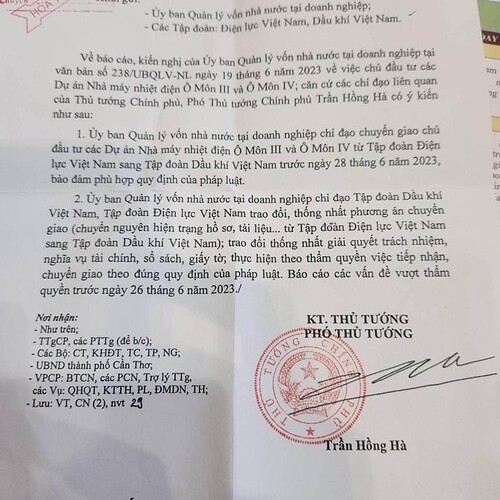 - Ủy ban Quản lý vốn nhà nước tại doanh nghiệp;
- Các Tập đoàn: Điện lực Việt Nam, Dầu khí Việt Nam.
HỎA
Về báo cáo, kiến nghị của Ủy ban Quản lý vốn nhà nước tại doanh nghiệp tại
văn bản số 238/UBQLV-NL ngày 19 tháng 6 năm 2023 về việc chủ đầu tư các
Dự án Nhà máy nhiệt điện Ô Môn III và Ô Môn IV; căn cứ các chỉ đạo liên quan
của Thủ tướng Chính phủ, Phó Thủ tướng Chính phủ Trần Hồng Hà có ý kiến
như sau:
1. Ủy ban Quản lý vốn nhà nước tại doanh nghiệp chỉ đạo chuyển giao chủ
đầu tư các Dự án Nhà máy nhiệt điện Ô Môn III và Ô Môn IV từ Tập đoàn Điện
lực Việt Nam sang Tập đoàn Dầu khí Việt Nam trước ngày 28 tháng 6 năm 2023,
bảo đảm phù hợp quy định của pháp luật.
2. Ủy ban Quản lý vốn nhà nước tại doanh nghiệp chỉ đạo Tập đoàn Dầu khí
Việt Nam, Tập đoàn Điện lực Việt Nam trao đổi, thống nhất phương án chuyển
giao (chuyển nguyên hiện trạng hồ sơ, tài liệu... từ Tập đoàn Điện lực Việt Nam
sang Tập đoàn Dầu khí Việt Nam); trao đổi thống nhất giải quyết trách nhiệm,
nghĩa vụ tài chính, sổ sách, giấy tờ; thực hiện theo thẩm quyền việc tiếp nhận,
chuyển giao theo đúng quy định của pháp luật. Báo cáo các vấn đề vượt thẩm
quyền trước ngày 26 tháng 6 năm 2023./
Nơi nhận:
- Như trên;
- TTgCP, các PTTg (để b/c);
- Các Bộ: CT, KHĐT, TC, TP, NG;
- UBND thành phố Cần Thơ;
- VPCP: BTCN, các PCN, Trợ lý TTg,
các Vụ: QHQT, KTTH, PL, ĐMDN, TH;
- Lưu: VT, CN (2), nvt 29
KT. THỦ TƯỚNG
PHÓ THỦ TƯỚNG
THỦ TƯỚNG CHÍNH PHỦ
Trần Hồng Hà